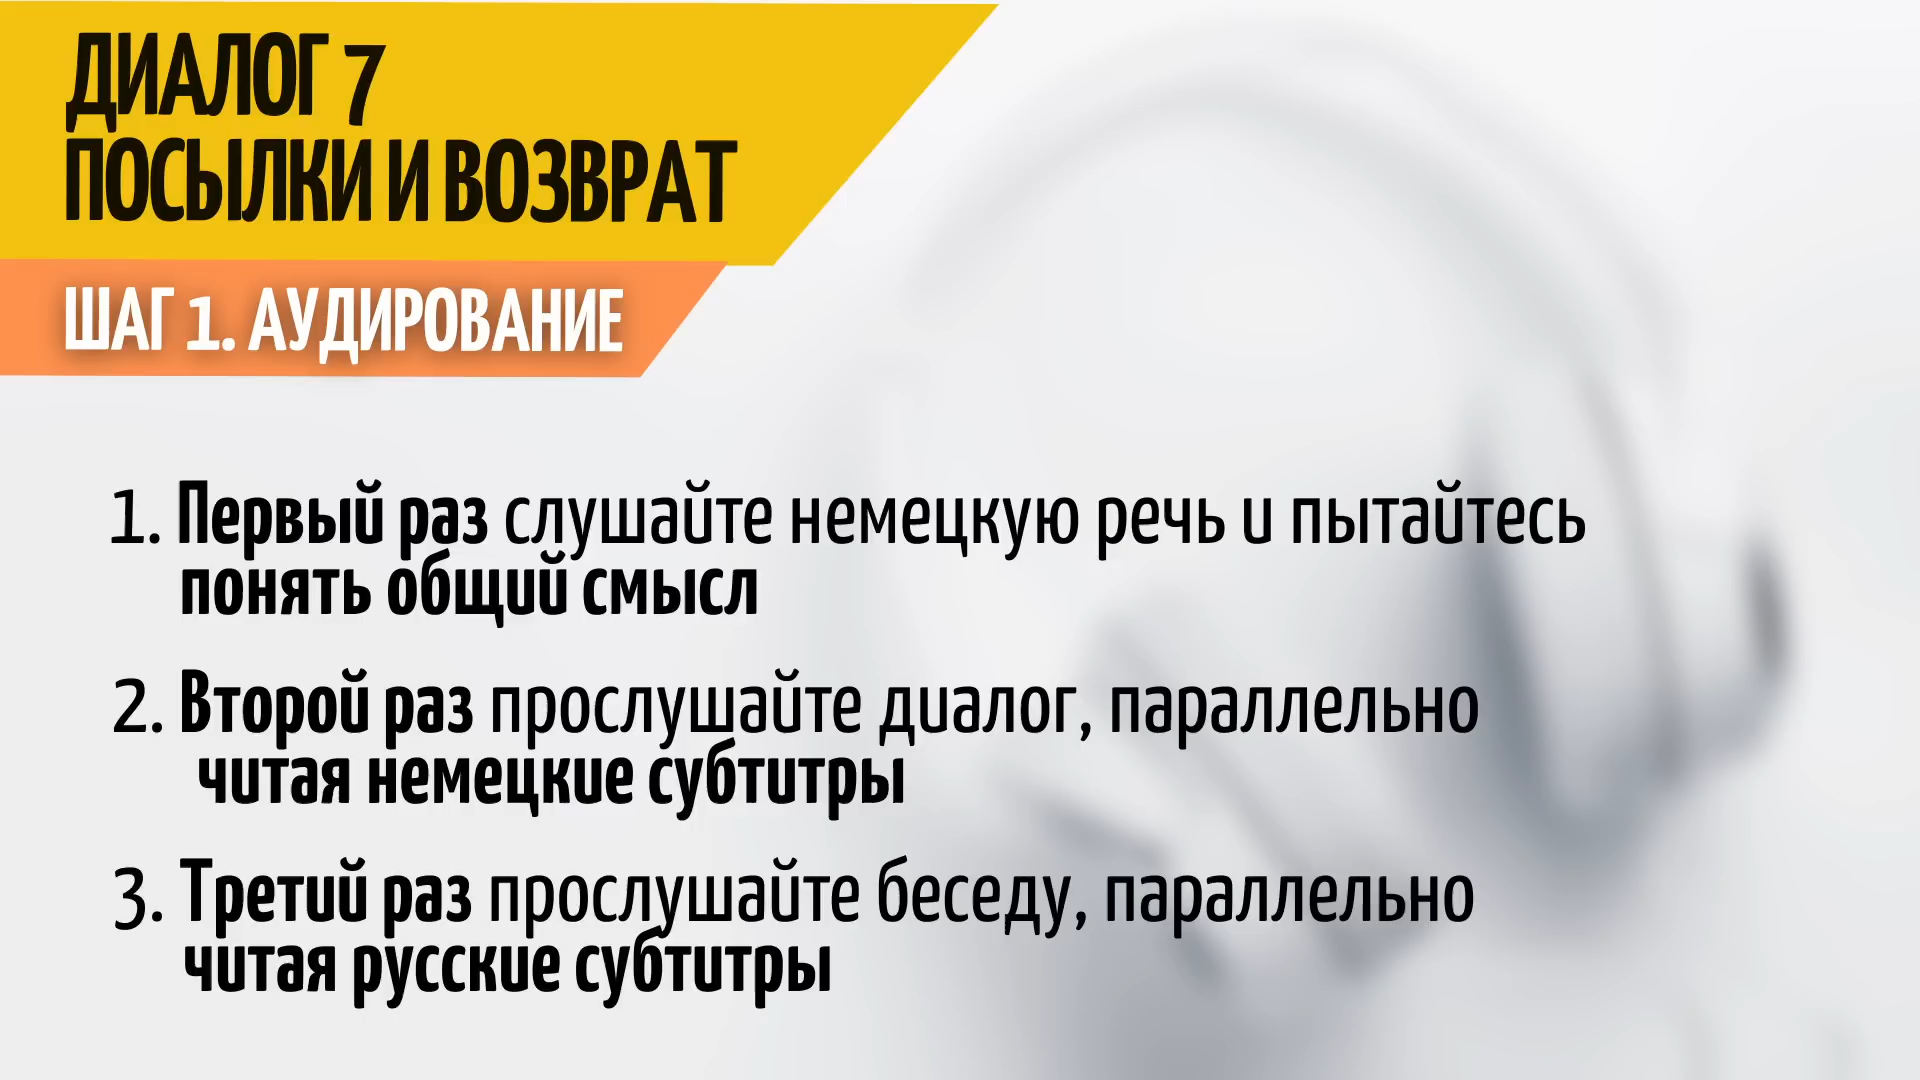 ДИАЛОГ 7
ПОСЫЛКИ И ВОЗВРАТ
ШАГ 1. АУДИРОВАНИЕ
1. Первый раз слушайте немецкую речь и пытайтесь
понять общий смысл
2. Второй раз прослушайте диалог, параллельно
читая немецкие субтитры
3. Третий раз прослушайте беседу, параллельно
читая русские субтитры